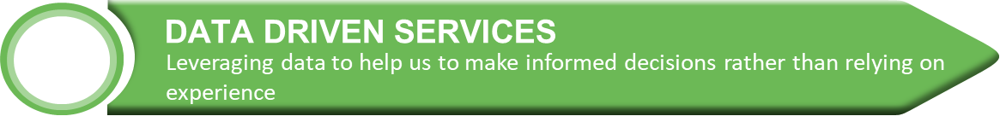 DATA DRIVEN SERVICES
Leveraging data to help us to make informed decisions rather than relying on
experience